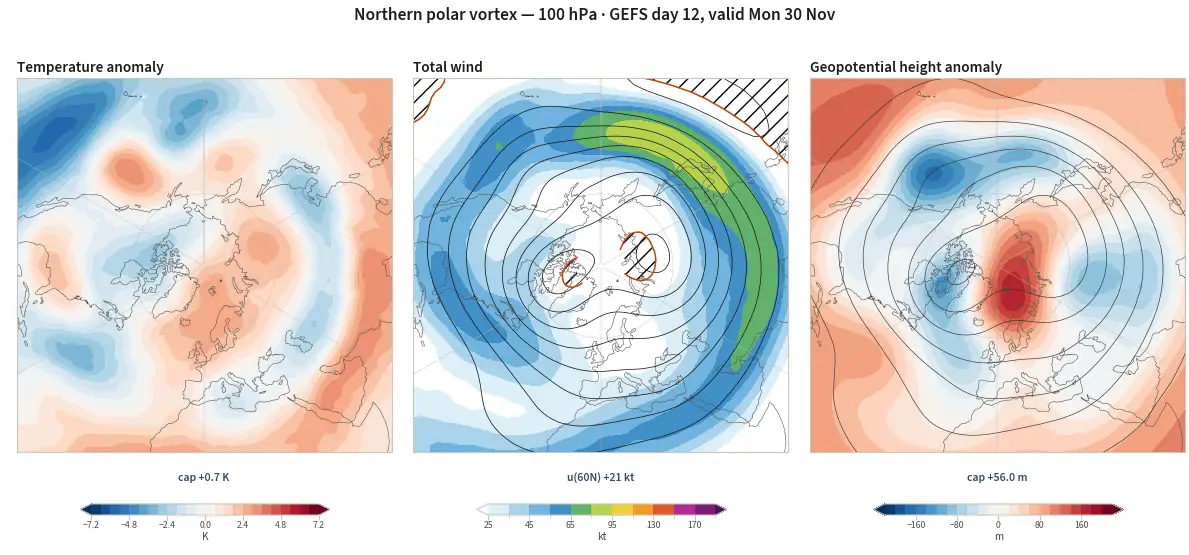 Northern polar vortex — 100 hPa · GEFS day 12, valid Mon 30 Nov
Temperature anomaly
Total wind
Geopotential height anomaly
cap +0.7 K
u(60N) +21 kt
cap +56.0 m
−7.2 −4.8 −2.4 0.0 2.4 4.8 7.2
K
25 45 65 95 130 170
kt
−160 −80 0 80 160
m